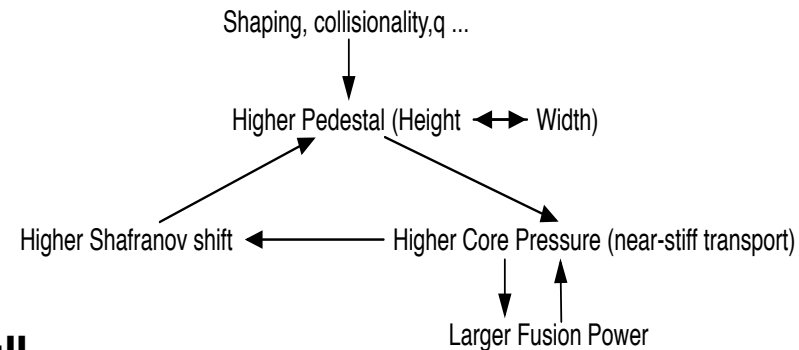 Shaping, collisionality,q ...
Higher Pedestal (Height Width)
Higher Shafranov shift
Higher Core Pressure (near-stiff transport)
Larger Fusion Power